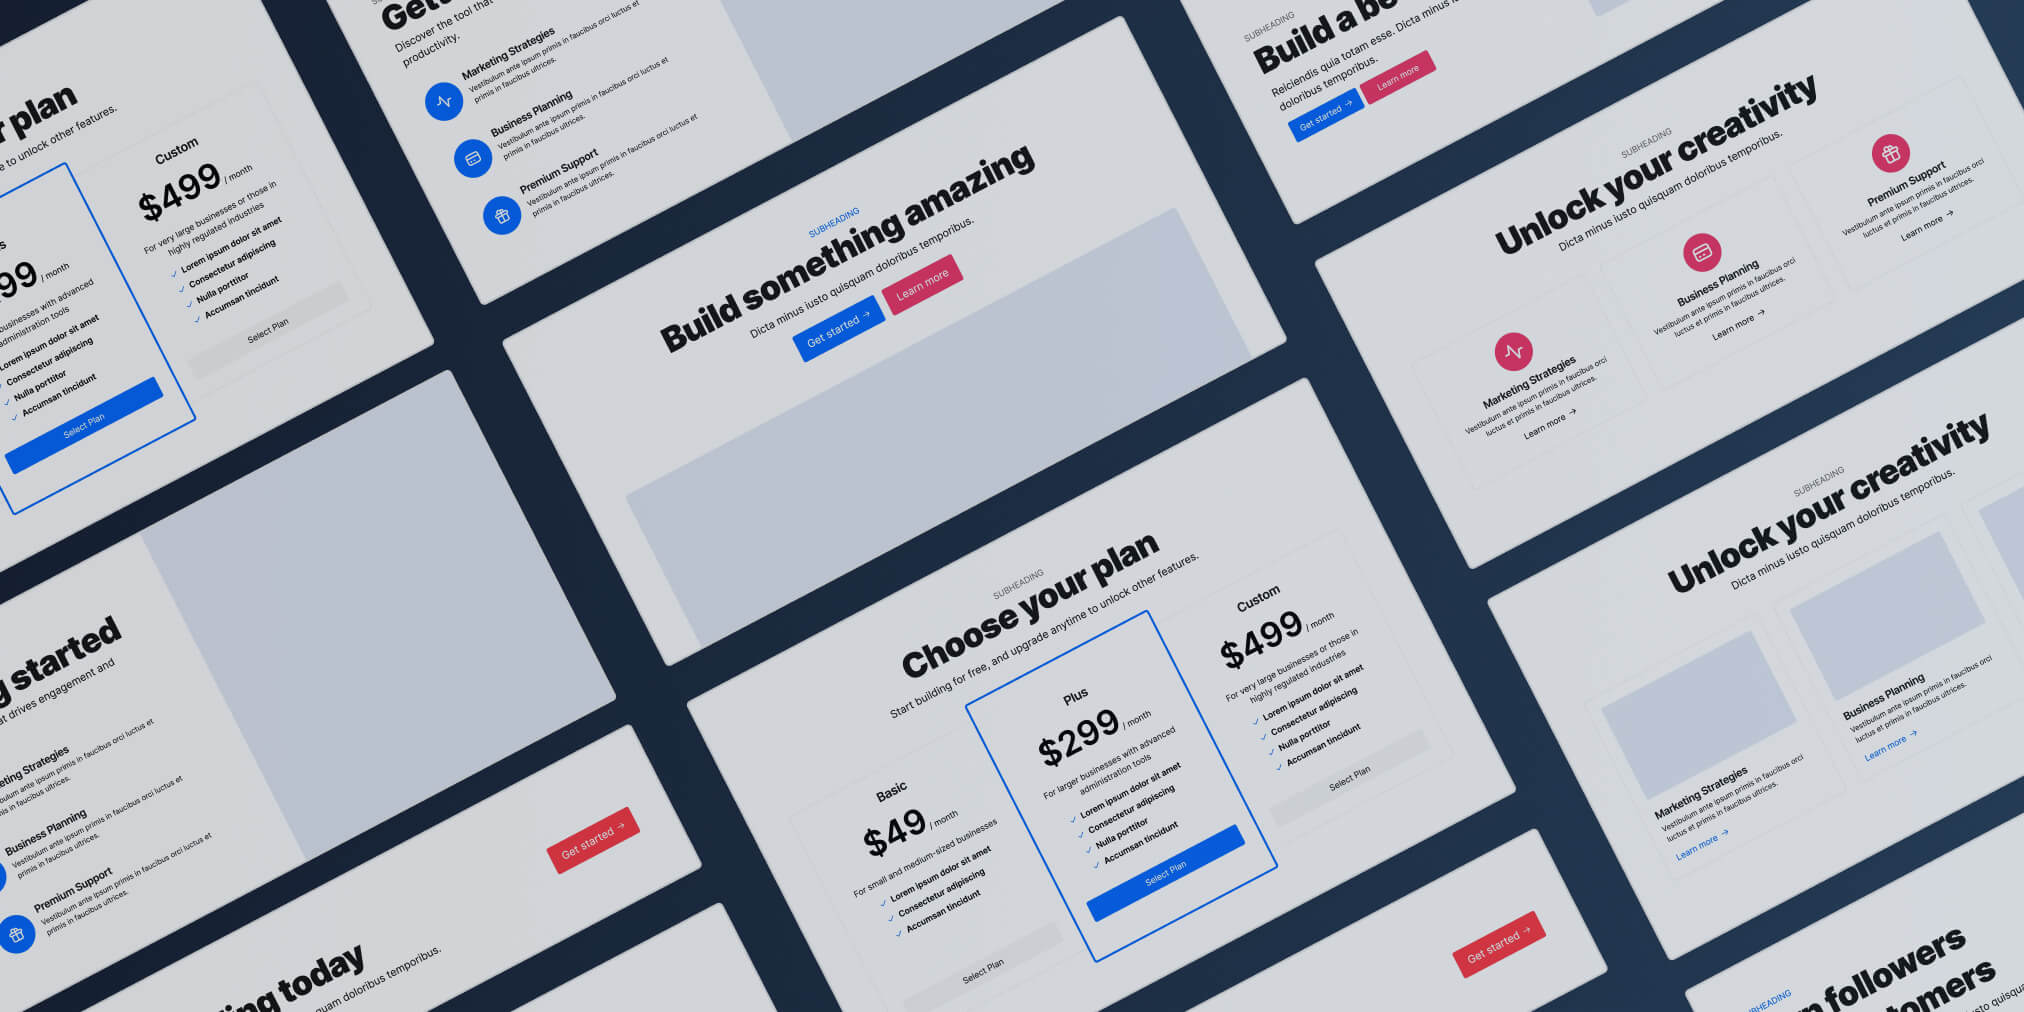 r plan
e to unlock other features.
s
99 / month
businesses with advanced
administration tools
Lorem ipsum dolor sit amet
Consectetur adipiscing
Nulla porttitor
Accumsan tincidunt
Select Plan
Custom
$499 / month
For very large businesses or those in
highly regulated industries
Lorem ipsum dolor sit amet
Consectetur adipiscing
Nulla porttitor
Accumsan tincidunt
Select Plan
Discover the tool that
productivity.
Marketing Strategies
Vestibulum ante ipsum primis in faucibus orci luctus et
primis in faucibus ultrices.
Business Planning
Vestibulum ante ipsum primis in faucibus orci luctus et
primis in faucibus ultrices.
Premium Support
Vestibulum ante ipsum primis in faucibus orci luctus et
primis in faucibus ultrices.
SUBHEADING
Build something amazing
Dicta minus iusto quisquam doloribus temporibus.
Get started →
Learn more
SUBHEADING
Build a be
Reiciendis quia totam esse. Dicta minus i
doloribus temporibus.
Get started →
Learn more
SUBHEADING
Unlock your creativity
Dicta minus iusto quisquam doloribus temporibus.
Marketing Strategies
Vestibulum ante ipsum primis in faucibus orci
luctus et primis in faucibus ultrices.
Learn more →
Business Planning
Vestibulum ante ipsum primis in faucibus orci
luctus et primis in faucibus ultrices.
Learn more →
Premium Support
Vestibulum ante ipsum primis in faucibus orci
luctus et primis in faucibus ultrices.
Learn more →
g started
at drives engagement and
eting Strategies
ulum ante ipsum primis in faucibus orci luctus et
is in faucibus ultrices.
Business Planning
Vestibulum ante ipsum primis in faucibus orci luctus et
primis in faucibus ultrices.
Premium Support
Vestibulum ante ipsum primis in faucibus orci luctus et
primis in faucibus ultrices.
SUBHEADING
Choose your plan
Start building for free, and upgrade anytime to unlock other features.
Basic
$49 / month
For small and medium-sized businesses
Lorem ipsum dolor sit amet
Consectetur adipiscing
Accumsan tincidunt
Select Plan
Plus
$299 / month
For larger businesses with advanced
administration tools
Lorem ipsum dolor sit amet
Consectetur adipiscing
Nulla porttitor
Accumsan tincidunt
Select Plan
Custom
$499 / month
For very large businesses or those in
highly regulated industries
Lorem ipsum dolor sit amet
Consectetur adipiscing
Nulla porttitor
Accumsan tincidunt
Select Plan
SUBHEADING
Unlock your creativity
Dicta minus iusto quisquam doloribus temporibus.
Marketing Strategies
Vestibulum ante ipsum primis in faucibus orci
luctus et primis in faucibus ultrices.
Learn more →
Business Planning
Vestibulum ante ipsum primis in faucibus orci
luctus et primis in faucibus ultrices.
Learn more →
ing today
quam doloribus temporibus.
Get started →
Get started →
BHEADING
n followers
tomers
sto quisqu